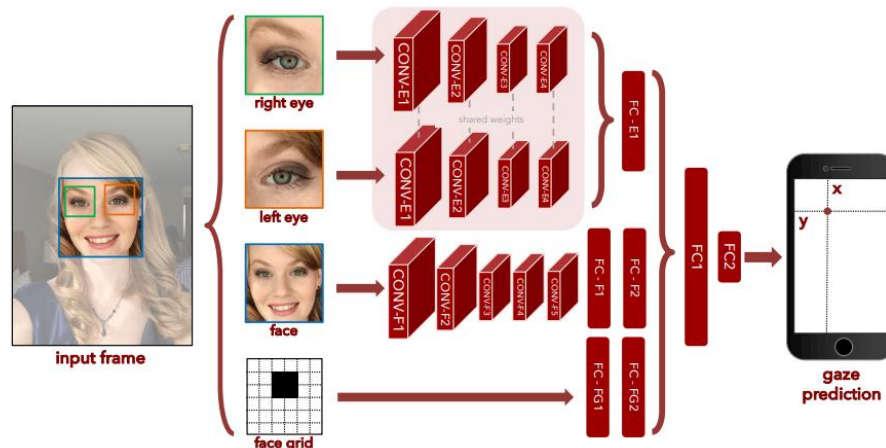 input frame
right eye
left eye
face
face grid
CONV-E1
CONV-E2
CONV-E3
CONV-E4
shared weights
CONV-E1
CONV-E2
CONV-E3
CONV-E4
FC - E1
CONV-F1
CONV-F2
CONV-F3
CONV-F4
CONV-F5
FC - F1
FC - F2
FC - FG1
FC - FG2
FC1
FC2
x
y
gaze
prediction